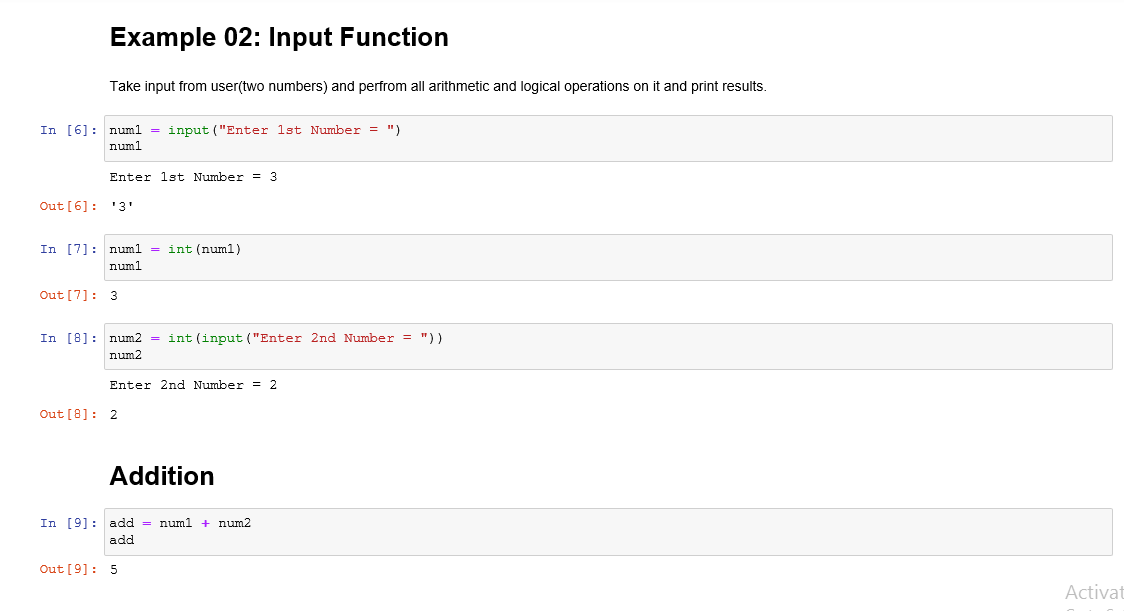 Example 02: Input Function
Take input from user(two numbers) and perfrom all arithmetic and logical operations on it and print results.
In [6]: num1 = input("Enter 1st Number = ")
num1
Enter 1st Number = 3
Out[6]: '3'
In [7]: num1 = int(num1)
num1
Out[7]: 3
In [8]: num2 = int(input("Enter 2nd Number = "))
num2
Enter 2nd Number = 2
Out[8]: 2
Addition
In [9]: add = num1 + num2
add
Out[9]: 5
Activat